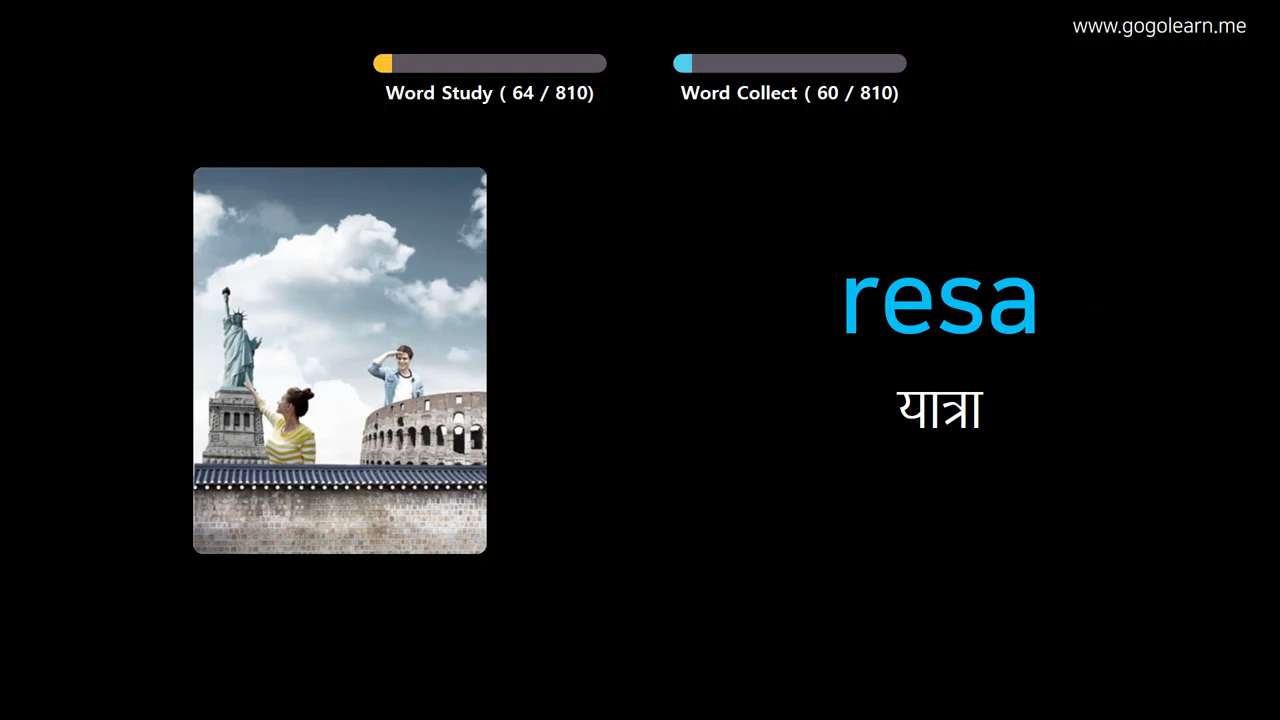 www.gogolearn.me
Word Study ( 64 / 810)
Word Collect ( 60 / 810)
resa
यात्रा